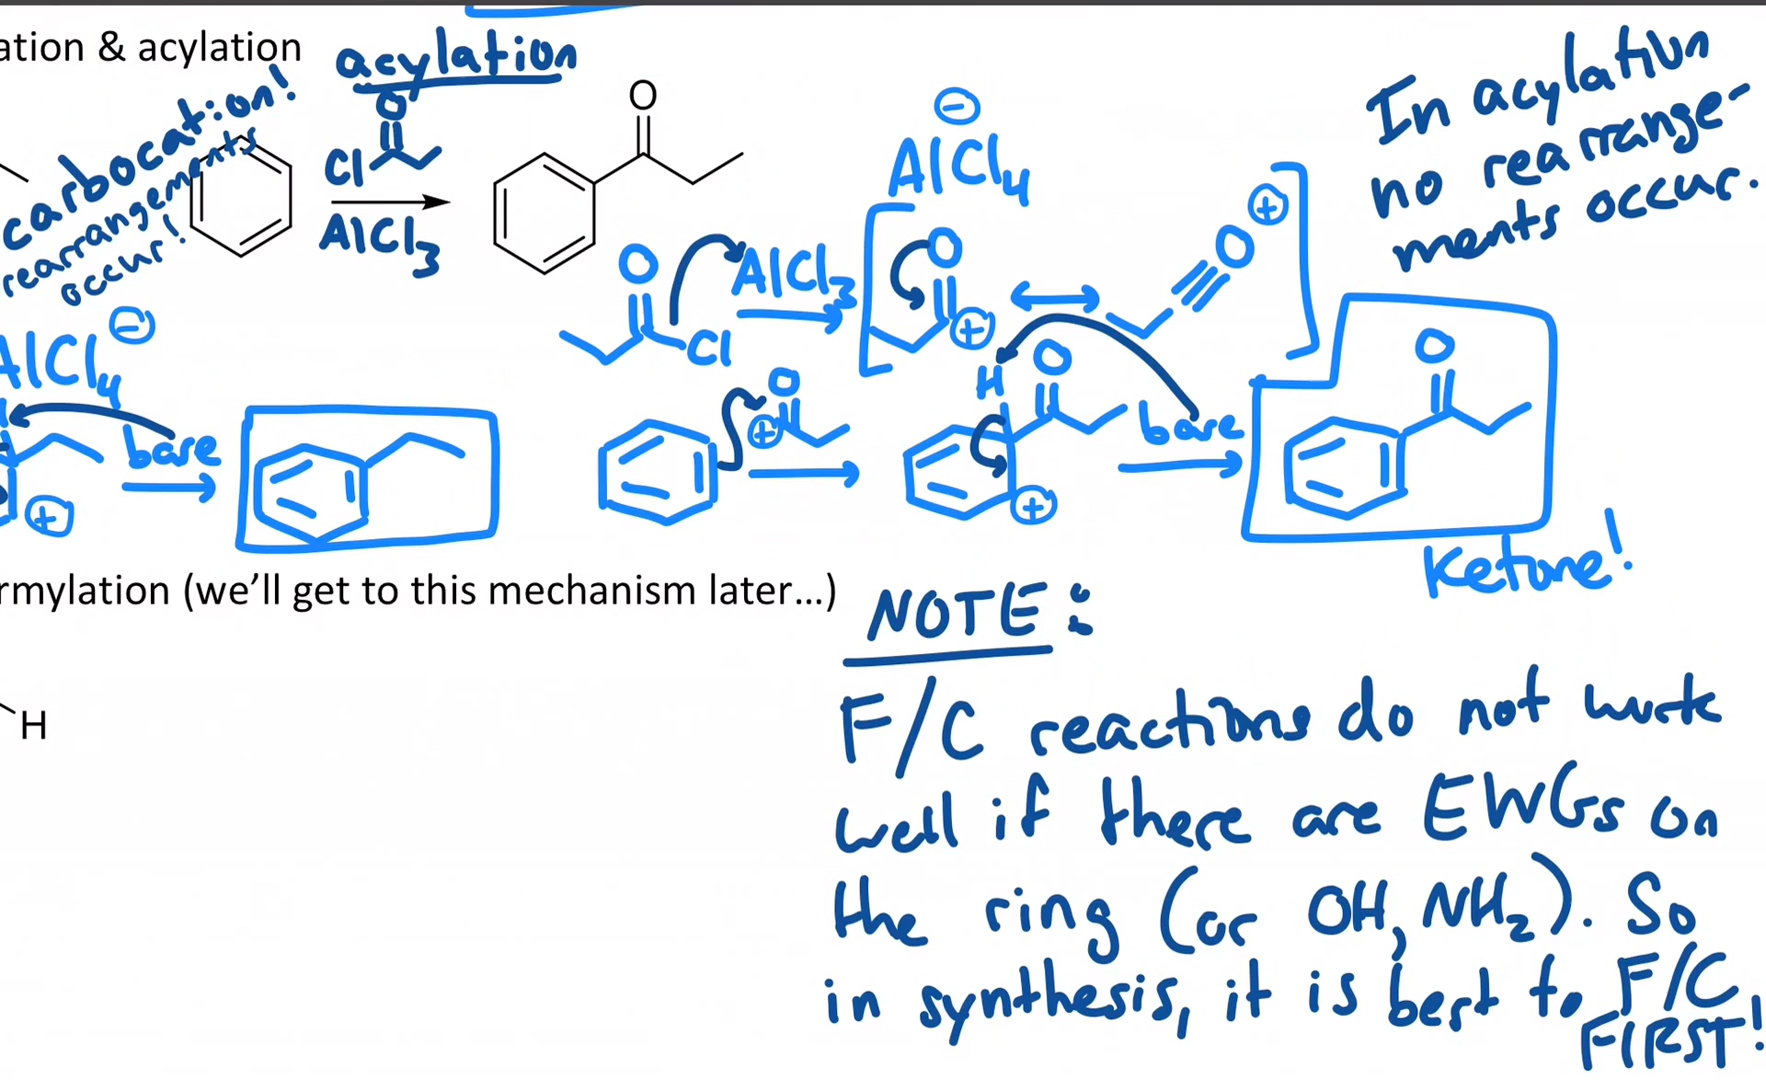 ation & acylation
acylation
carbocation!
rearrangements
occur!
O
Cl
AlCl3
O
AlCl4
⊖
In acylation
no rearrange-
ments occur.
O
Cl
AlCl3
O
⊕
O
⊕
AlCl4
⊖
base
⊕
O
⊕
H
O
⊕
base
O
Ketone!
rmylation (we’ll get to this mechanism later…)
H
NOTE:
F/C reactions do not work
well if there are EWGs on
the ring (or OH, NH2). So
in synthesis, it is best to F/C
FIRST!